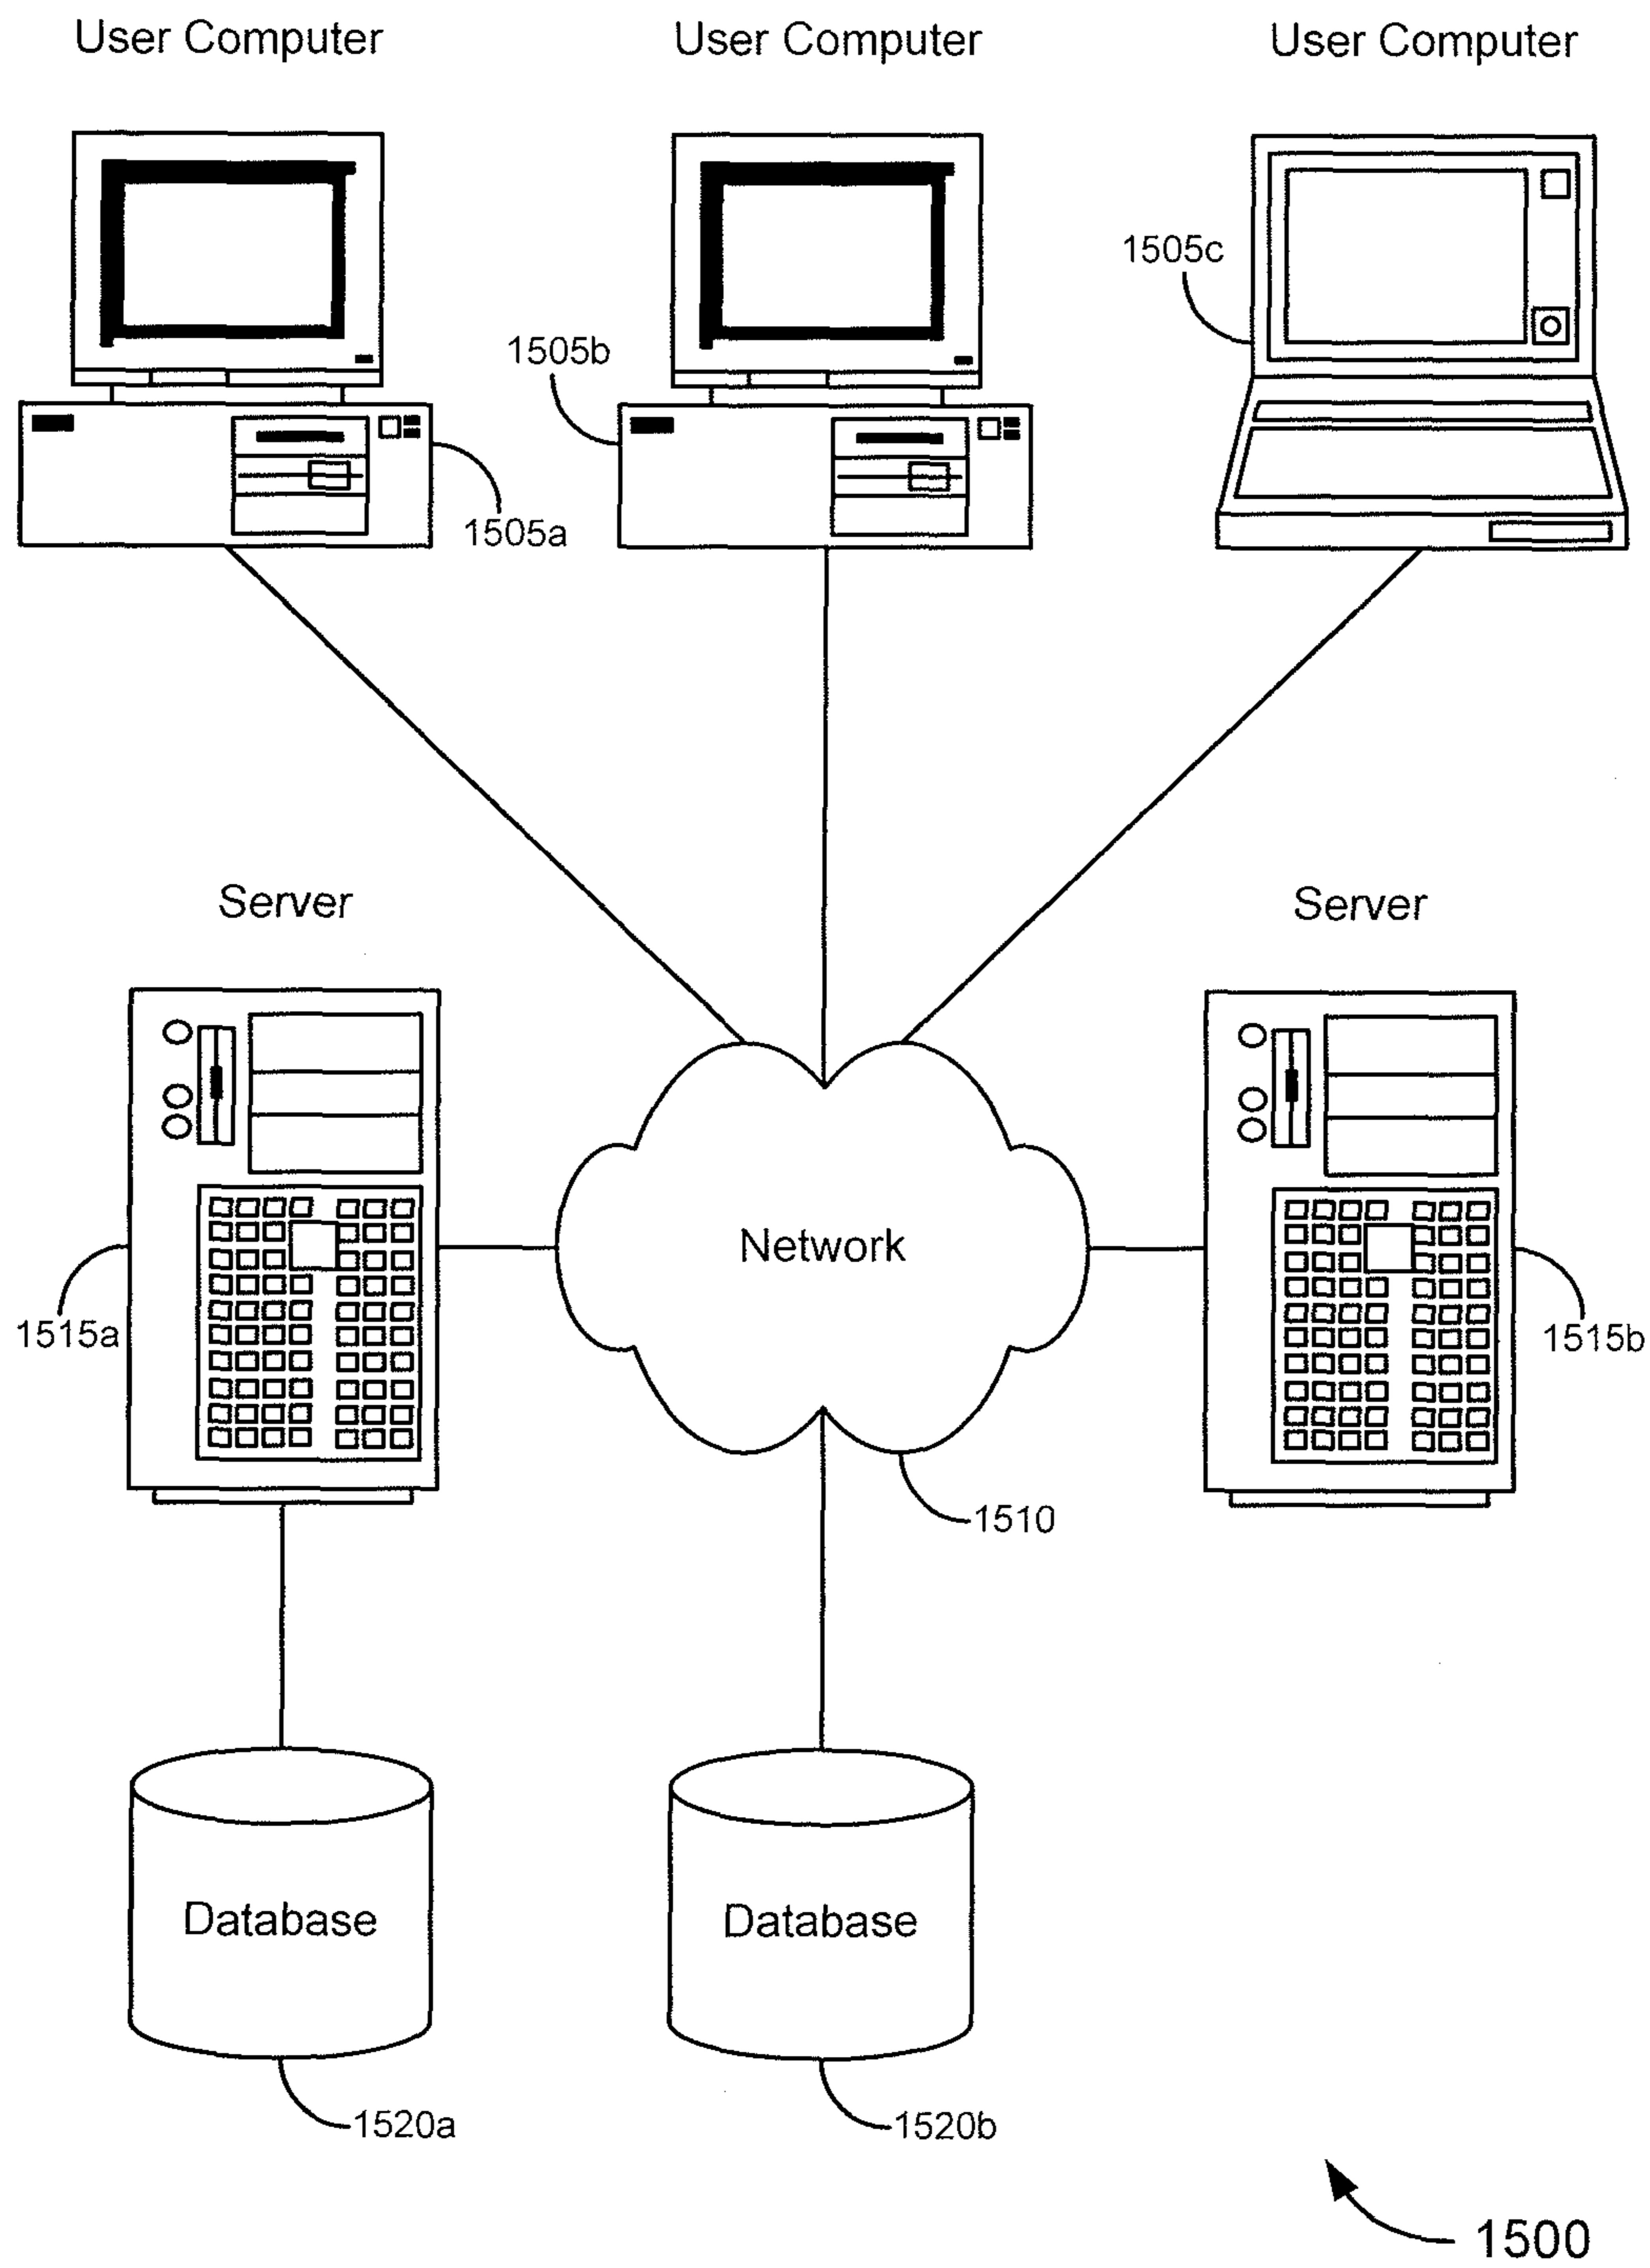 User Computer
User Computer
User Computer
1505c
1505b
1505a
Server
Server
Network
1515a
1515b
1510
Database
Database
1520a
1520b
1500